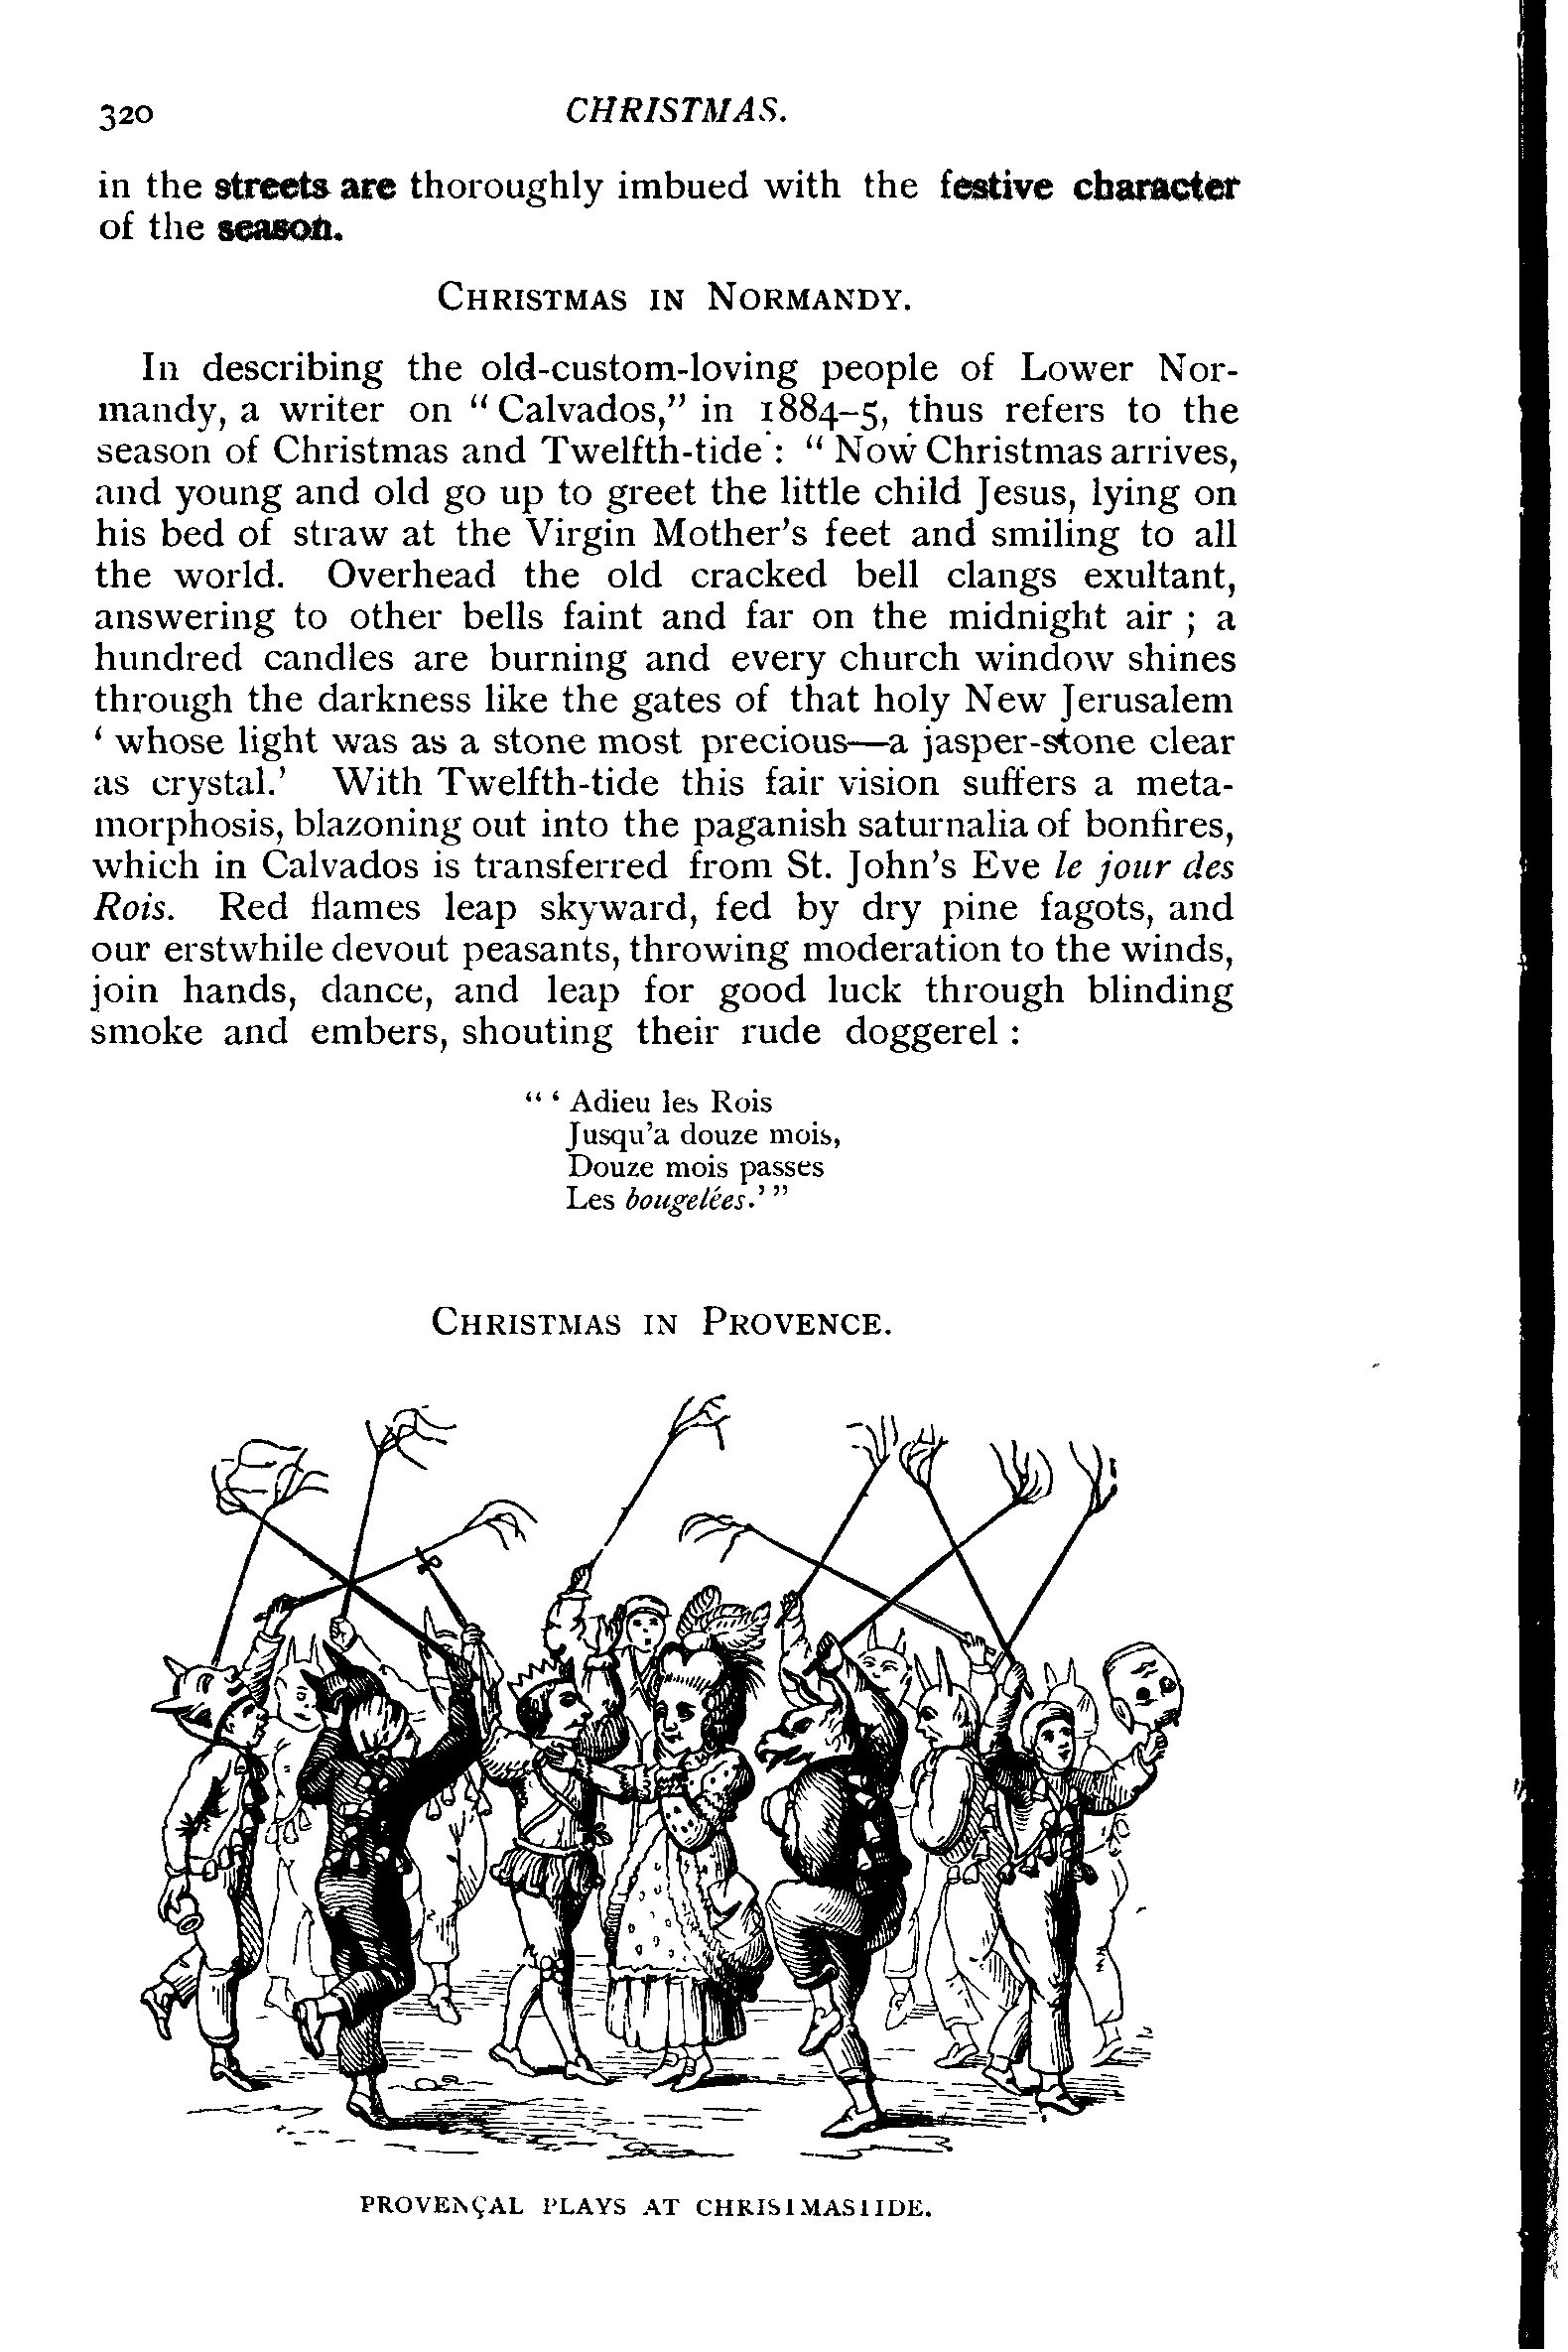 320 CHRISTMAS.
in the streets are thoroughly imbued with the festive character
of the season.
CHRISTMAS IN NORMANDY.
In describing the old-custom-loving people of Lower Nor-
mandy, a writer on “Calvados,” in 1884–5, thus refers to the
season of Christmas and Twelfth-tide: “Now Christmas arrives,
and young and old go up to greet the little child Jesus, lying on
his bed of straw at the Virgin Mother’s feet and smiling to all
the world. Overhead the old cracked bell clangs exultant,
answering to other bells faint and far on the midnight air; a
hundred candles are burning and every church window shines
through the darkness like the gates of that holy New Jerusalem
‘whose light was as a stone most precious—a jasper-stone clear
as crystal.’ With Twelfth-tide this fair vision suffers a meta-
morphosis, blazoning out into the paganish saturnalia of bonfires,
which in Calvados is transferred from St. John’s Eve le jour des
Rois. Red flames leap skyward, fed by dry pine fagots, and
our erstwhile devout peasants, throwing moderation to the winds,
join hands, dance, and leap for good luck through blinding
smoke and embers, shouting their rude doggerel:
“‘Adieu les Rois
Jusqu’a douze mois,
Douze mois passes
Les bougelées.’”
CHRISTMAS IN PROVENCE.
PROVENÇAL PLAYS AT CHRISTMASTIDE.